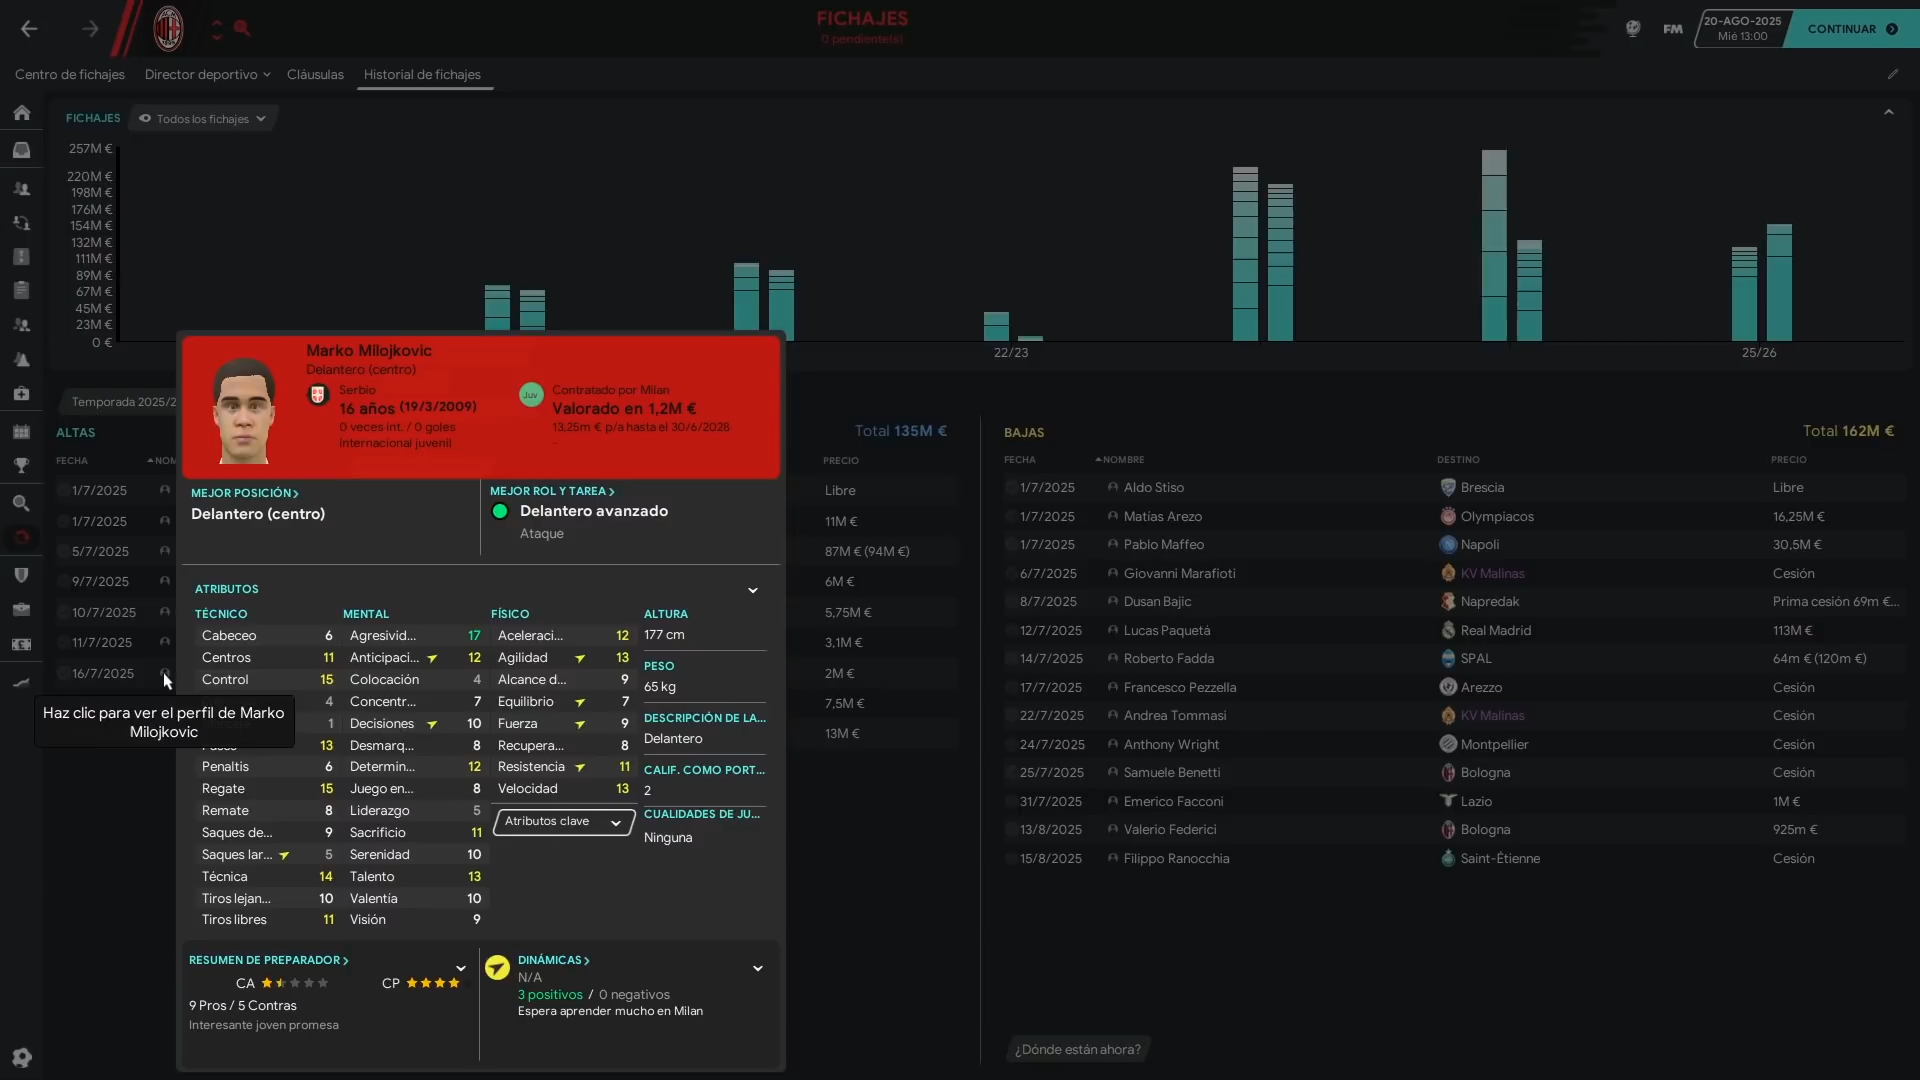 FICHAJES
0 pendiente(s)
FM
20-AGO-2025
Mié 13:00
CONTINUAR
Centro de fichajes
Director deportivo
Cláusulas
Historial de fichajes
FICHAJES
Todos los fichajes
257M €
220M €
198M €
176M €
154M €
132M €
111M €
89M €
67M €
45M €
23M €
0 €
22/23
25/26
Temporada 2025/2
ALTAS
Total 135M €
FECHA
NOM
PRECIO
1/7/2025
Libre
1/7/2025
11M €
5/7/2025
87M € (94M €)
9/7/2025
6M €
10/7/2025
5,75M €
11/7/2025
3,1M €
16/7/2025
2M €
7,5M €
13M €
Haz clic para ver el perfil de Marko
Milojkovic
Marko Milojkovic
Delantero (centro)
Serbio
16 años (19/3/2009)
0 veces int. / 0 goles
internacional juvenil
Juv
Contratado por Milan
Valorado en 1,2M €
13,25m € p/a hasta el 30/6/2028
-
MEJOR POSICIÓN
Delantero (centro)
MEJOR ROL Y TAREA
Delantero avanzado
Ataque
ATRIBUTOS
TÉCNICO
Cabeceo 6
Centros 11
Control 15
4
1
13
Penaltis 6
Regate 15
Remate 8
Saques de... 9
Saques lar... 5
Técnica 14
Tiros lejan... 10
Tiros libres 11
MENTAL
Agresivid... 17
Anticipaci... 12
Colocación 4
Concentr... 7
Decisiones 10
Desmarq... 8
Determin... 12
Juego en... 8
Liderazgo 5
Sacrificio 11
Serenidad 10
Talento 13
Valentía 10
Visión 9
FÍSICO
Aceleraci... 12
Agilidad 13
Alcance d... 9
Equilibrio 7
Fuerza 9
Recupera... 8
Resistencia 11
Velocidad 13
Atributos clave
ALTURA
177 cm
PESO
65 kg
DESCRIPCIÓN DE LA...
Delantero
CALIF. COMO PORT...
2
CUALIDADES DE JU...
Ninguna
RESUMEN DE PREPARADOR
CA
CP
9 Pros / 5 Contras
Interesante joven promesa
DINÁMICAS
N/A
3 positivos / 0 negativos
Espera aprender mucho en Milan
BAJAS
Total 162M €
FECHA NOMBRE DESTINO PRECIO
1/7/2025 Aldo Stiso Brescia Libre
1/7/2025 Matías Arezo Olympiacos 16,25M €
1/7/2025 Pablo Maffeo Napoli 30,5M €
6/7/2025 Giovanni Marafioti KV Malinas Cesión
8/7/2025 Dusan Bajic Napredak Prima cesión 69m €...
12/7/2025 Lucas Paquetá Real Madrid 113M €
14/7/2025 Roberto Fadda SPAL 64m € (120m €)
17/7/2025 Francesco Pezzella Arezzo Cesión
22/7/2025 Andrea Tommasi KV Malinas Cesión
24/7/2025 Anthony Wright Montpellier Cesión
25/7/2025 Samuele Benetti Bologna Cesión
31/7/2025 Emerico Facconi Lazio 1M €
13/8/2025 Valerio Federici Bologna 925m €
15/8/2025 Filippo Ranocchia Saint-Étienne Cesión
¿Dónde están ahora?